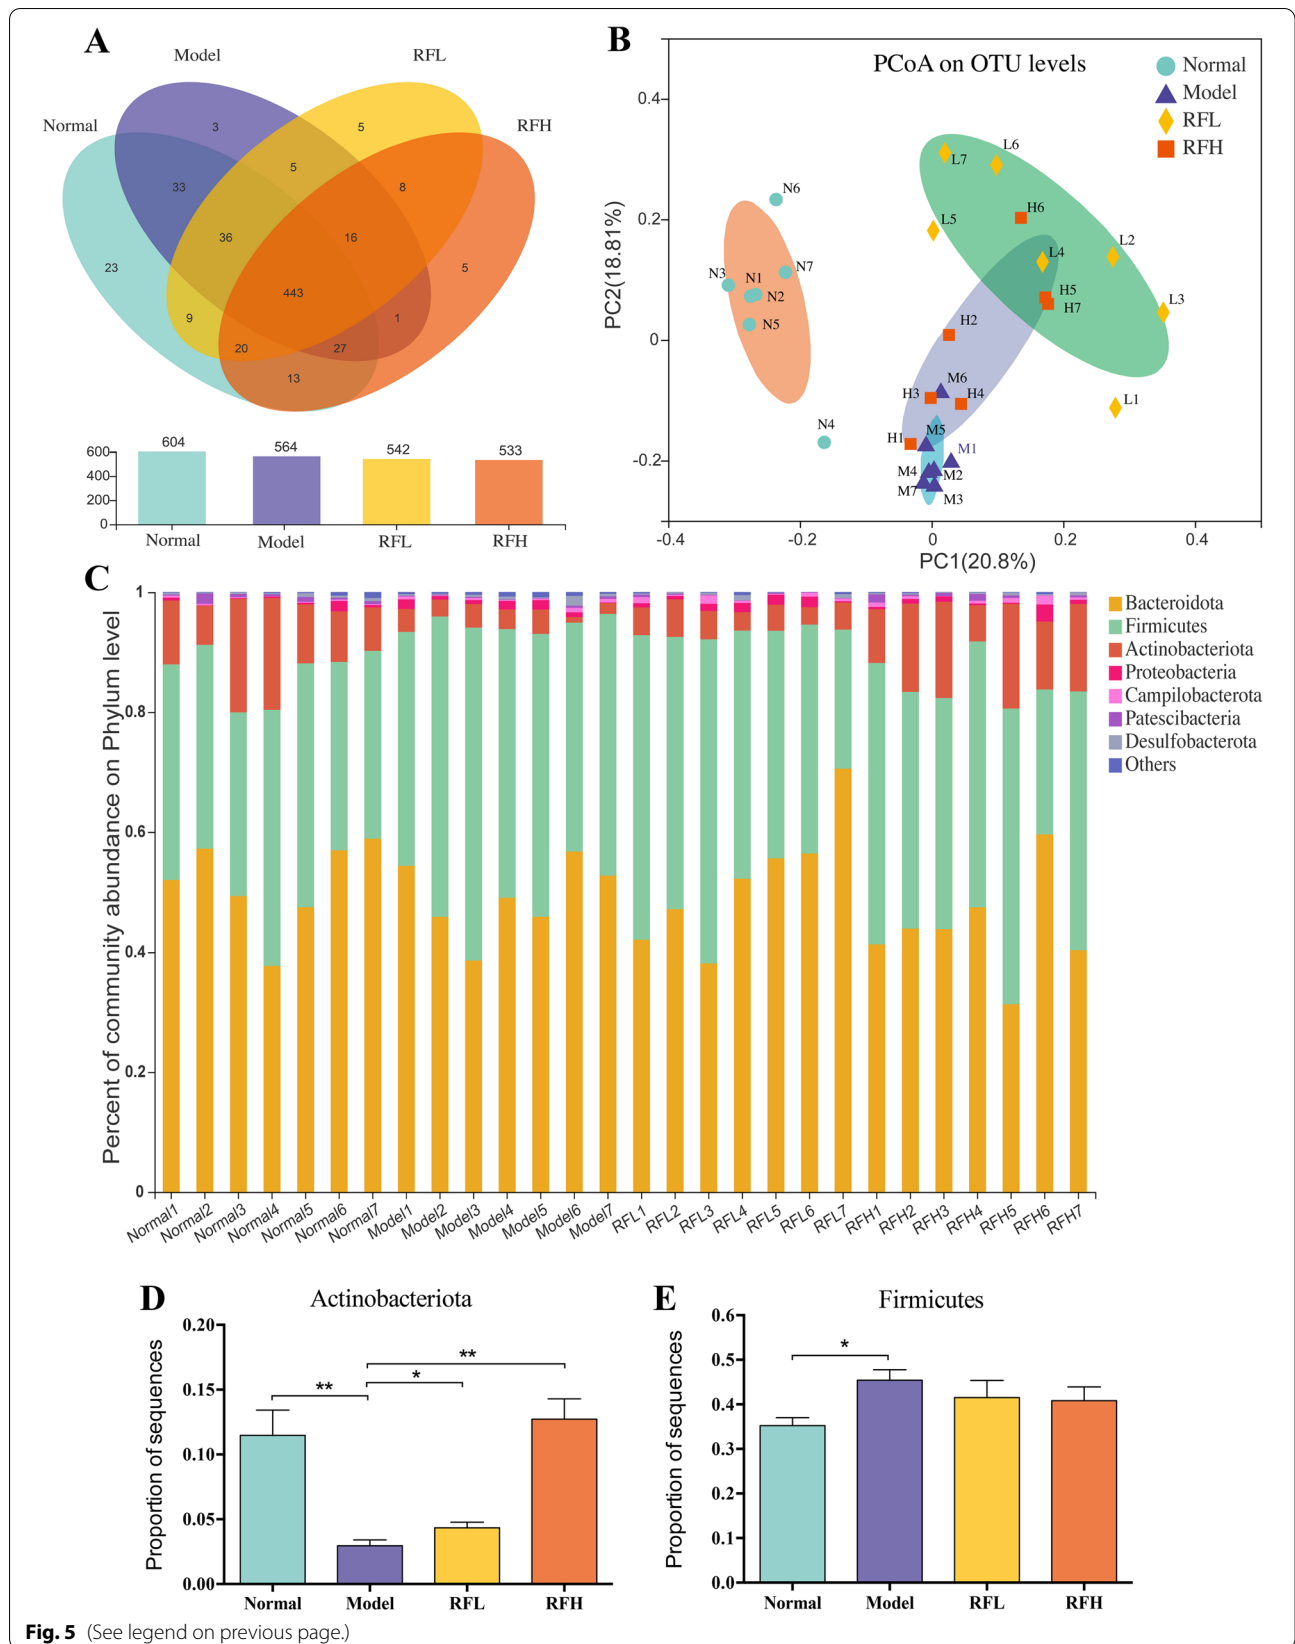 A
Model
RFL
Normal
RFH
3
5
5
33
8
36
16
23
5
443
9
1
20
27
13
604
564
542
533
600
400
200
0
Normal
Model
RFL
RFH
B
PCoA on OTU levels
Normal
Model
RFL
RFH
PC2(18.81%)
0.4
0.2
0
-0.2
-0.4
-0.2
0
0.2
0.4
PC1(20.8%)
L7
L6
N6
H6
L5
L2
L4
N7
N3
N1
N2
H5
L3
H7
N5
H2
M6
H3
H4
L1
N4
H1
M5
M1
M4
M2
M7
M3
C
Percent of community abundance on Phylum level
1
0.8
0.6
0.4
0.2
0
Bacteroidota
Firmicutes
Actinobacteriota
Proteobacteria
Campilobacterota
Patescibacteria
Desulfobacterota
Others
Normal1
Normal2
Normal3
Normal4
Normal5
Normal6
Normal7
Model1
Model2
Model3
Model4
Model5
Model6
Model7
RFL1
RFL2
RFL3
RFL4
RFL5
RFL6
RFL7
RFH1
RFH2
RFH3
RFH4
RFH5
RFH6
RFH7
D
Actinobacteriota
Proportion of sequences
0.20
0.15
0.10
0.05
0.00
**
*
**
Normal
Model
RFL
RFH
E
Firmicutes
Proportion of sequences
0.6
0.5
0.4
0.3
0.2
0.1
0.0
*
Normal
Model
RFL
RFH
Fig. 5 (See legend on previous page.)